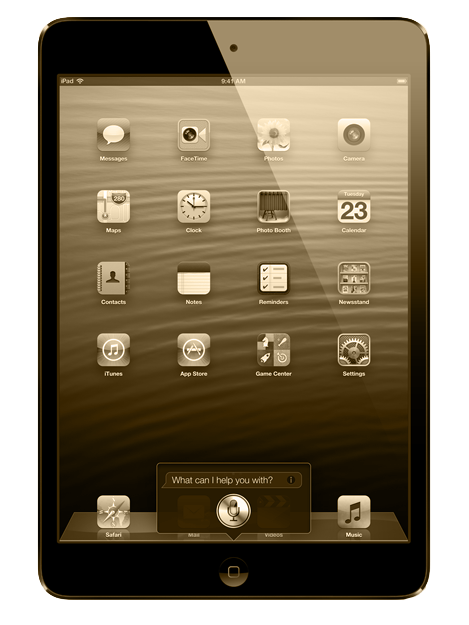 iPad 9:41 AM
Messages FaceTime Photos Camera
280 Tuesday
23
Maps Clock Photo Booth Calendar
Contacts Notes Reminders Newsstand
iTunes App Store Game Center Settings
What can I help you with?
Safari Mail Videos Music